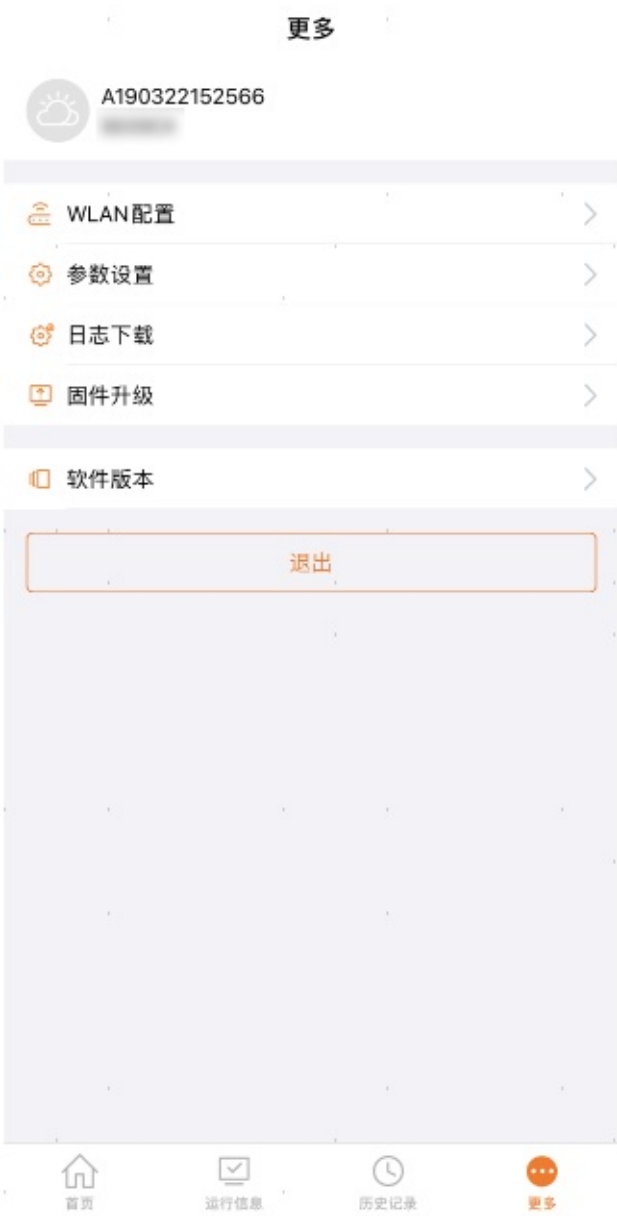 更多
A190322152566
WLAN配置
参数设置
日志下载
固件升级
软件版本
退出
首页
运行信息
历史记录
更多